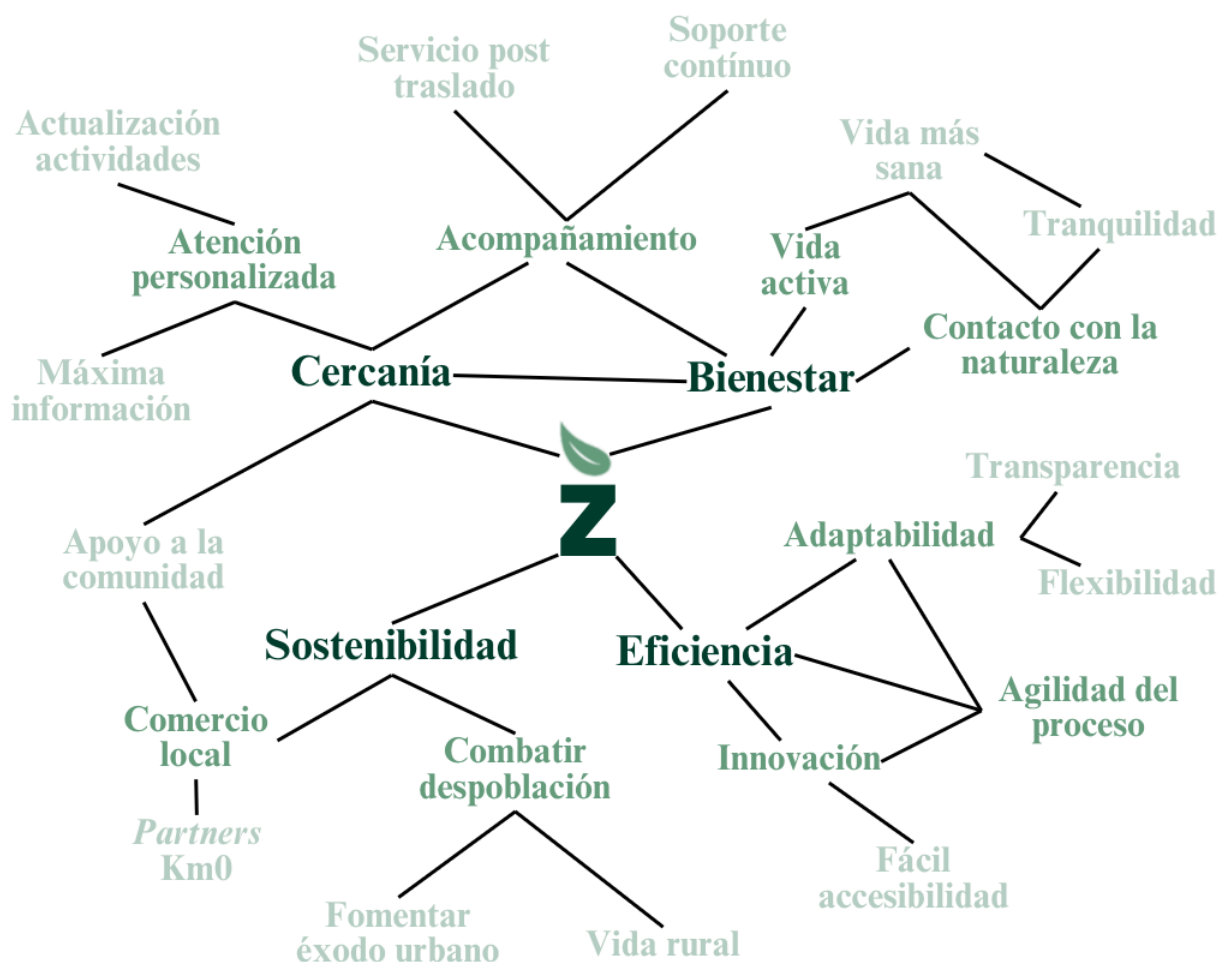 Servicio post
traslado
Soporte
contínuo
Actualización
actividades
Vida más
sana
Tranquilidad
Atención
personalizada
Acompañamiento
Vida
activa
Contacto con la
naturaleza
Máxima
información
Cercanía
Bienestar
Z
Transparencia
Adaptabilidad
Flexibilidad
Apoyo a la
comunidad
Sostenibilidad
Eficiencia
Agilidad del
proceso
Comercio
local
Combatir
despoblación
Innovación
Partners
Km0
Fácil
accesibilidad
Fomentar
éxodo urbano
Vida rural